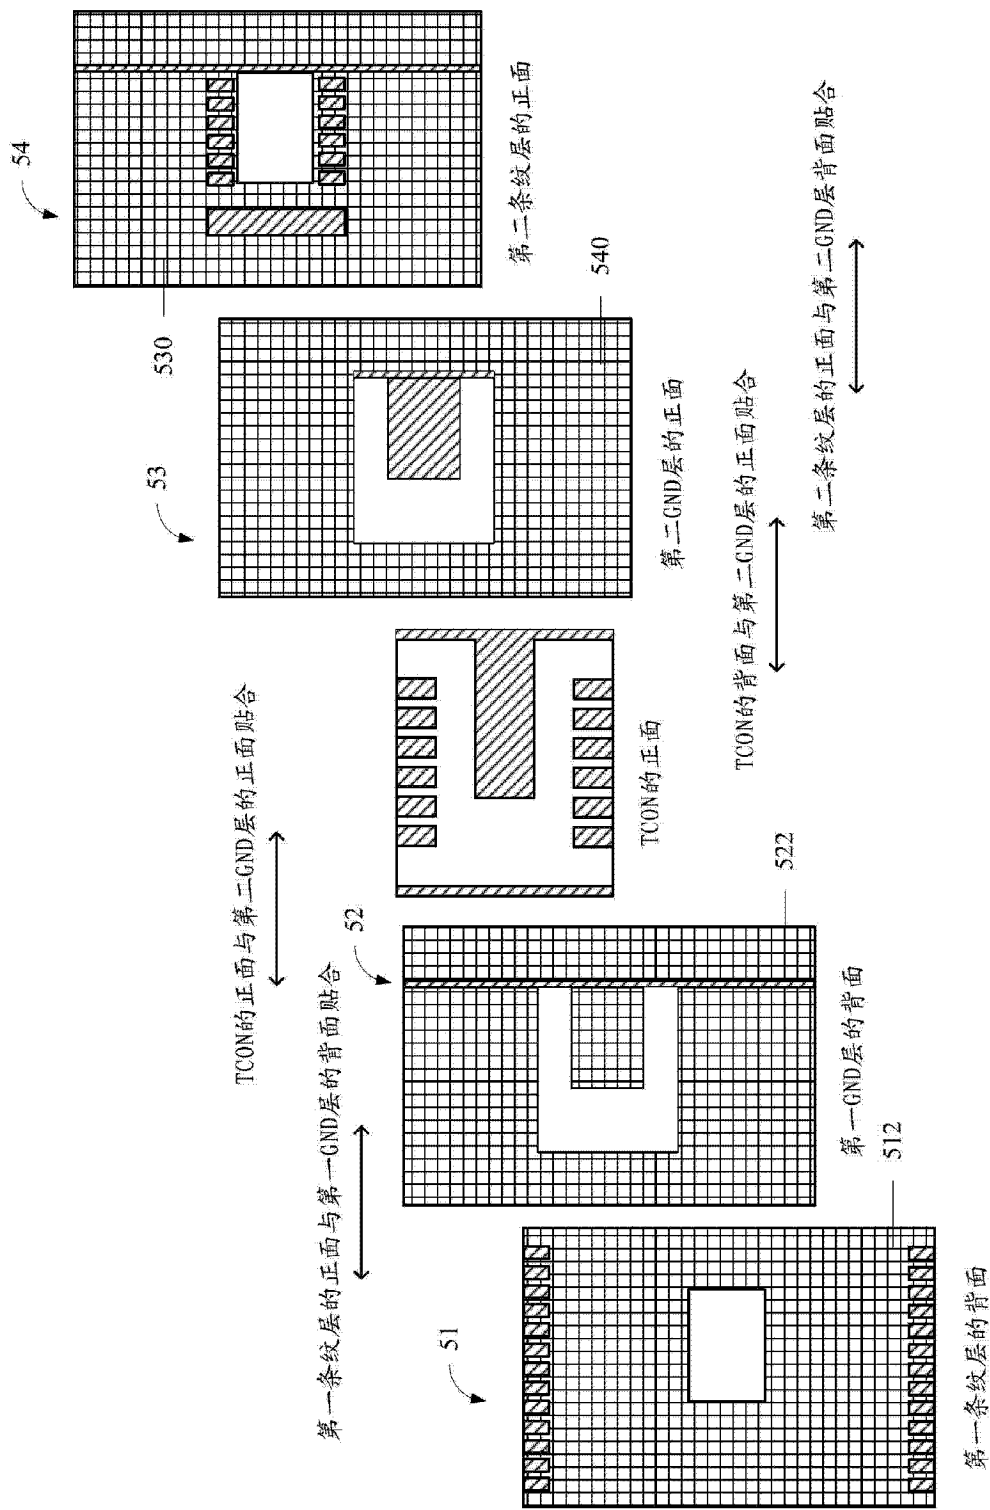 51
512
第一条纹层的背面
第一条纹层的正面与第一GND层的背面贴合
52
522
第一GND层的背面
TCON的正面与第二GND层的正面贴合
TCON的正面
TCON的背面与第二GND层的正面贴合
53
540
第二GND层的正面
第二条纹层的正面与第二GND层背面贴合
54
530
第二条纹层的正面